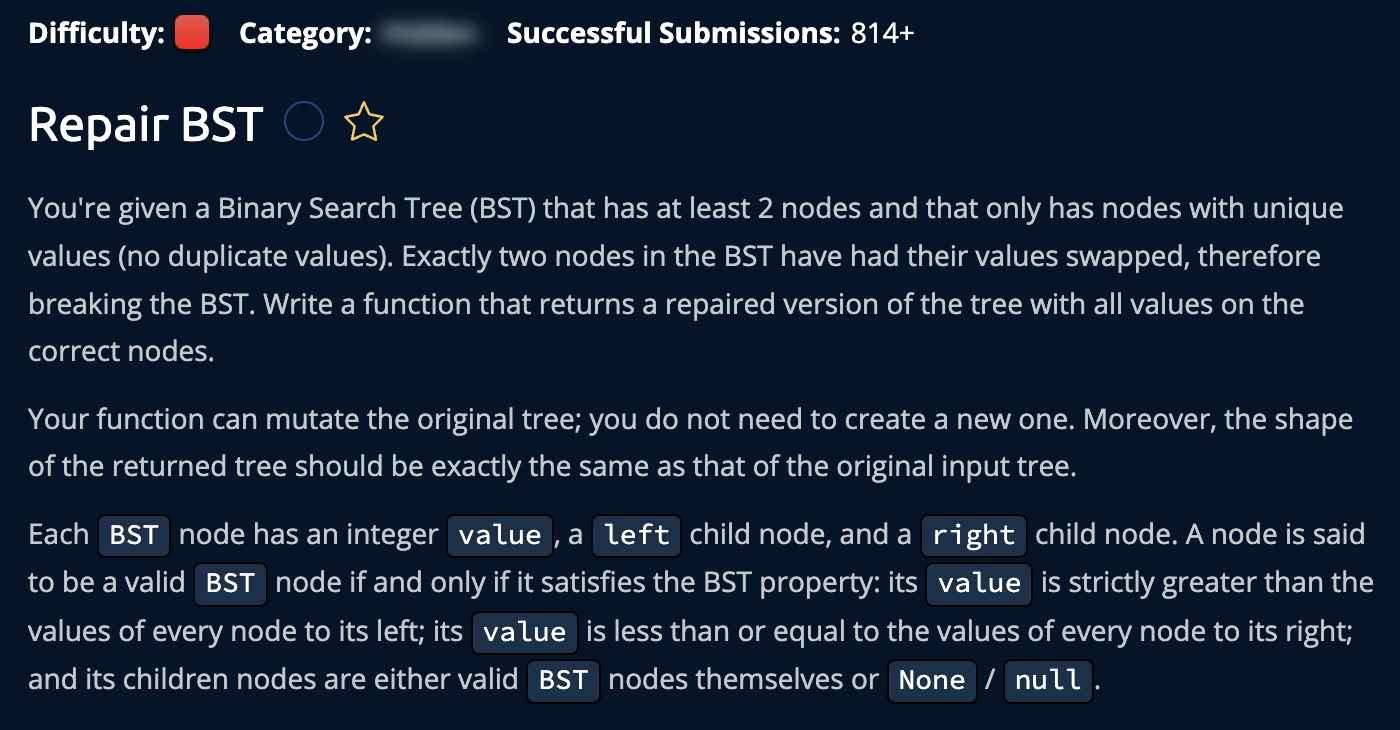 Difficulty: Category: Successful Submissions: 814+
Repair BST
You're given a Binary Search Tree (BST) that has at least 2 nodes and that only has nodes with unique
values (no duplicate values). Exactly two nodes in the BST have had their values swapped, therefore
breaking the BST. Write a function that returns a repaired version of the tree with all values on the
correct nodes.
Your function can mutate the original tree; you do not need to create a new one. Moreover, the shape
of the returned tree should be exactly the same as that of the original input tree.
Each BST node has an integer value, a left child node, and a right child node. A node is said
to be a valid BST node if and only if it satisfies the BST property: its value is strictly greater than the
values of every node to its left; its value is less than or equal to the values of every node to its right;
and its children nodes are either valid BST nodes themselves or None / null.